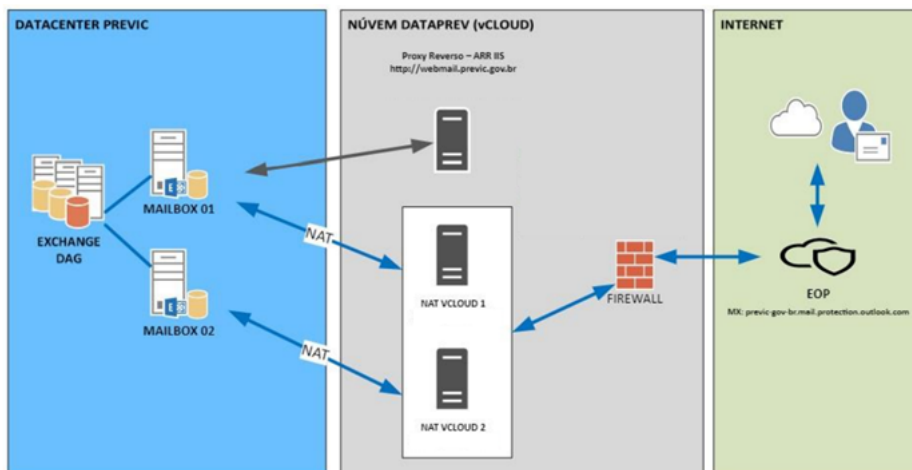 DATACENTER PREVIC
EXCHANGE
DAG
MAILBOX 01
MAILBOX 02
NAT
NAT
NÚVEM DATAPREV (vCLOUD)
Proxy Reverso – ARR IIS
http://webmail.previc.gov.br
NAT VCLOUD 1
NAT VCLOUD 2
FIREWALL
INTERNET
EOP
MX: previc-gov-br.mail.protection.outlook.com